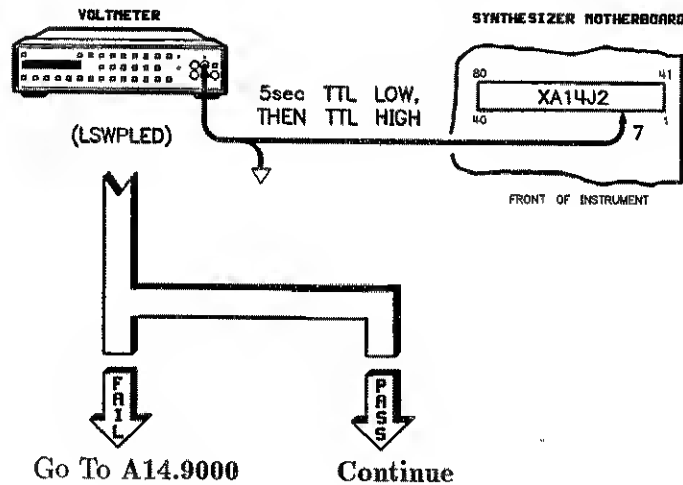 VOLTMETER
SYNTHESIZER MOTHERBOARD
5sec TTL LOW,
THEN TTL HIGH
(LSWPLED)
80
41
XA14J2
40
1
7
FRONT OF INSTRUMENT
FAIL
PASS
Go To A14.9000
Continue